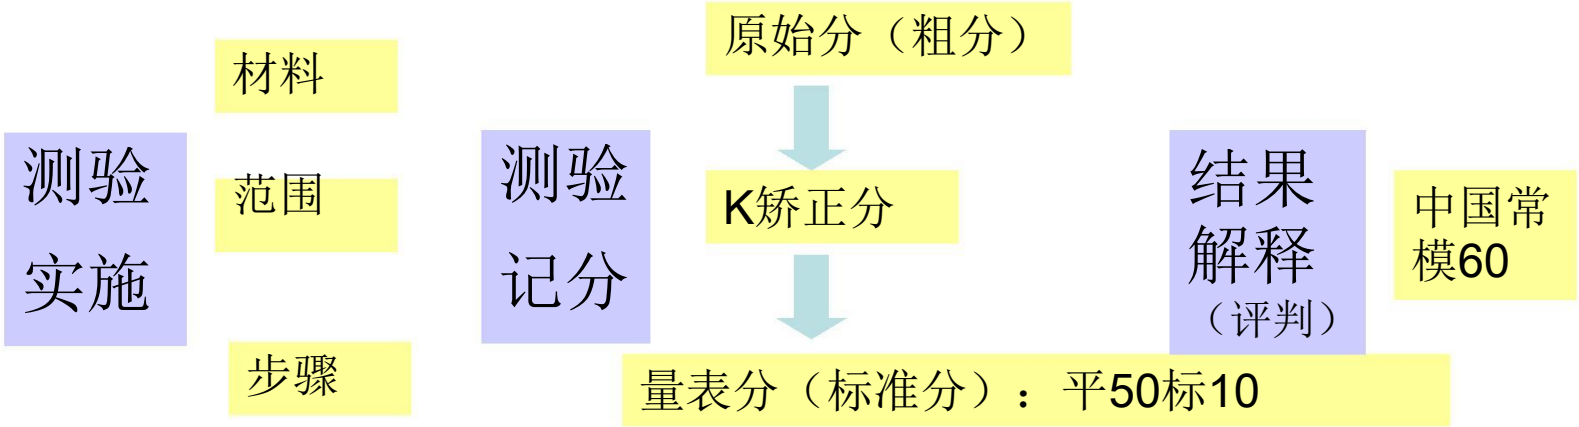 测验
实施
材料
范围
步骤
测验
记分
原始分（粗分）
K矫正分
量表分（标准分）：平50标10
结果
解释
（评判）
中国常
模60